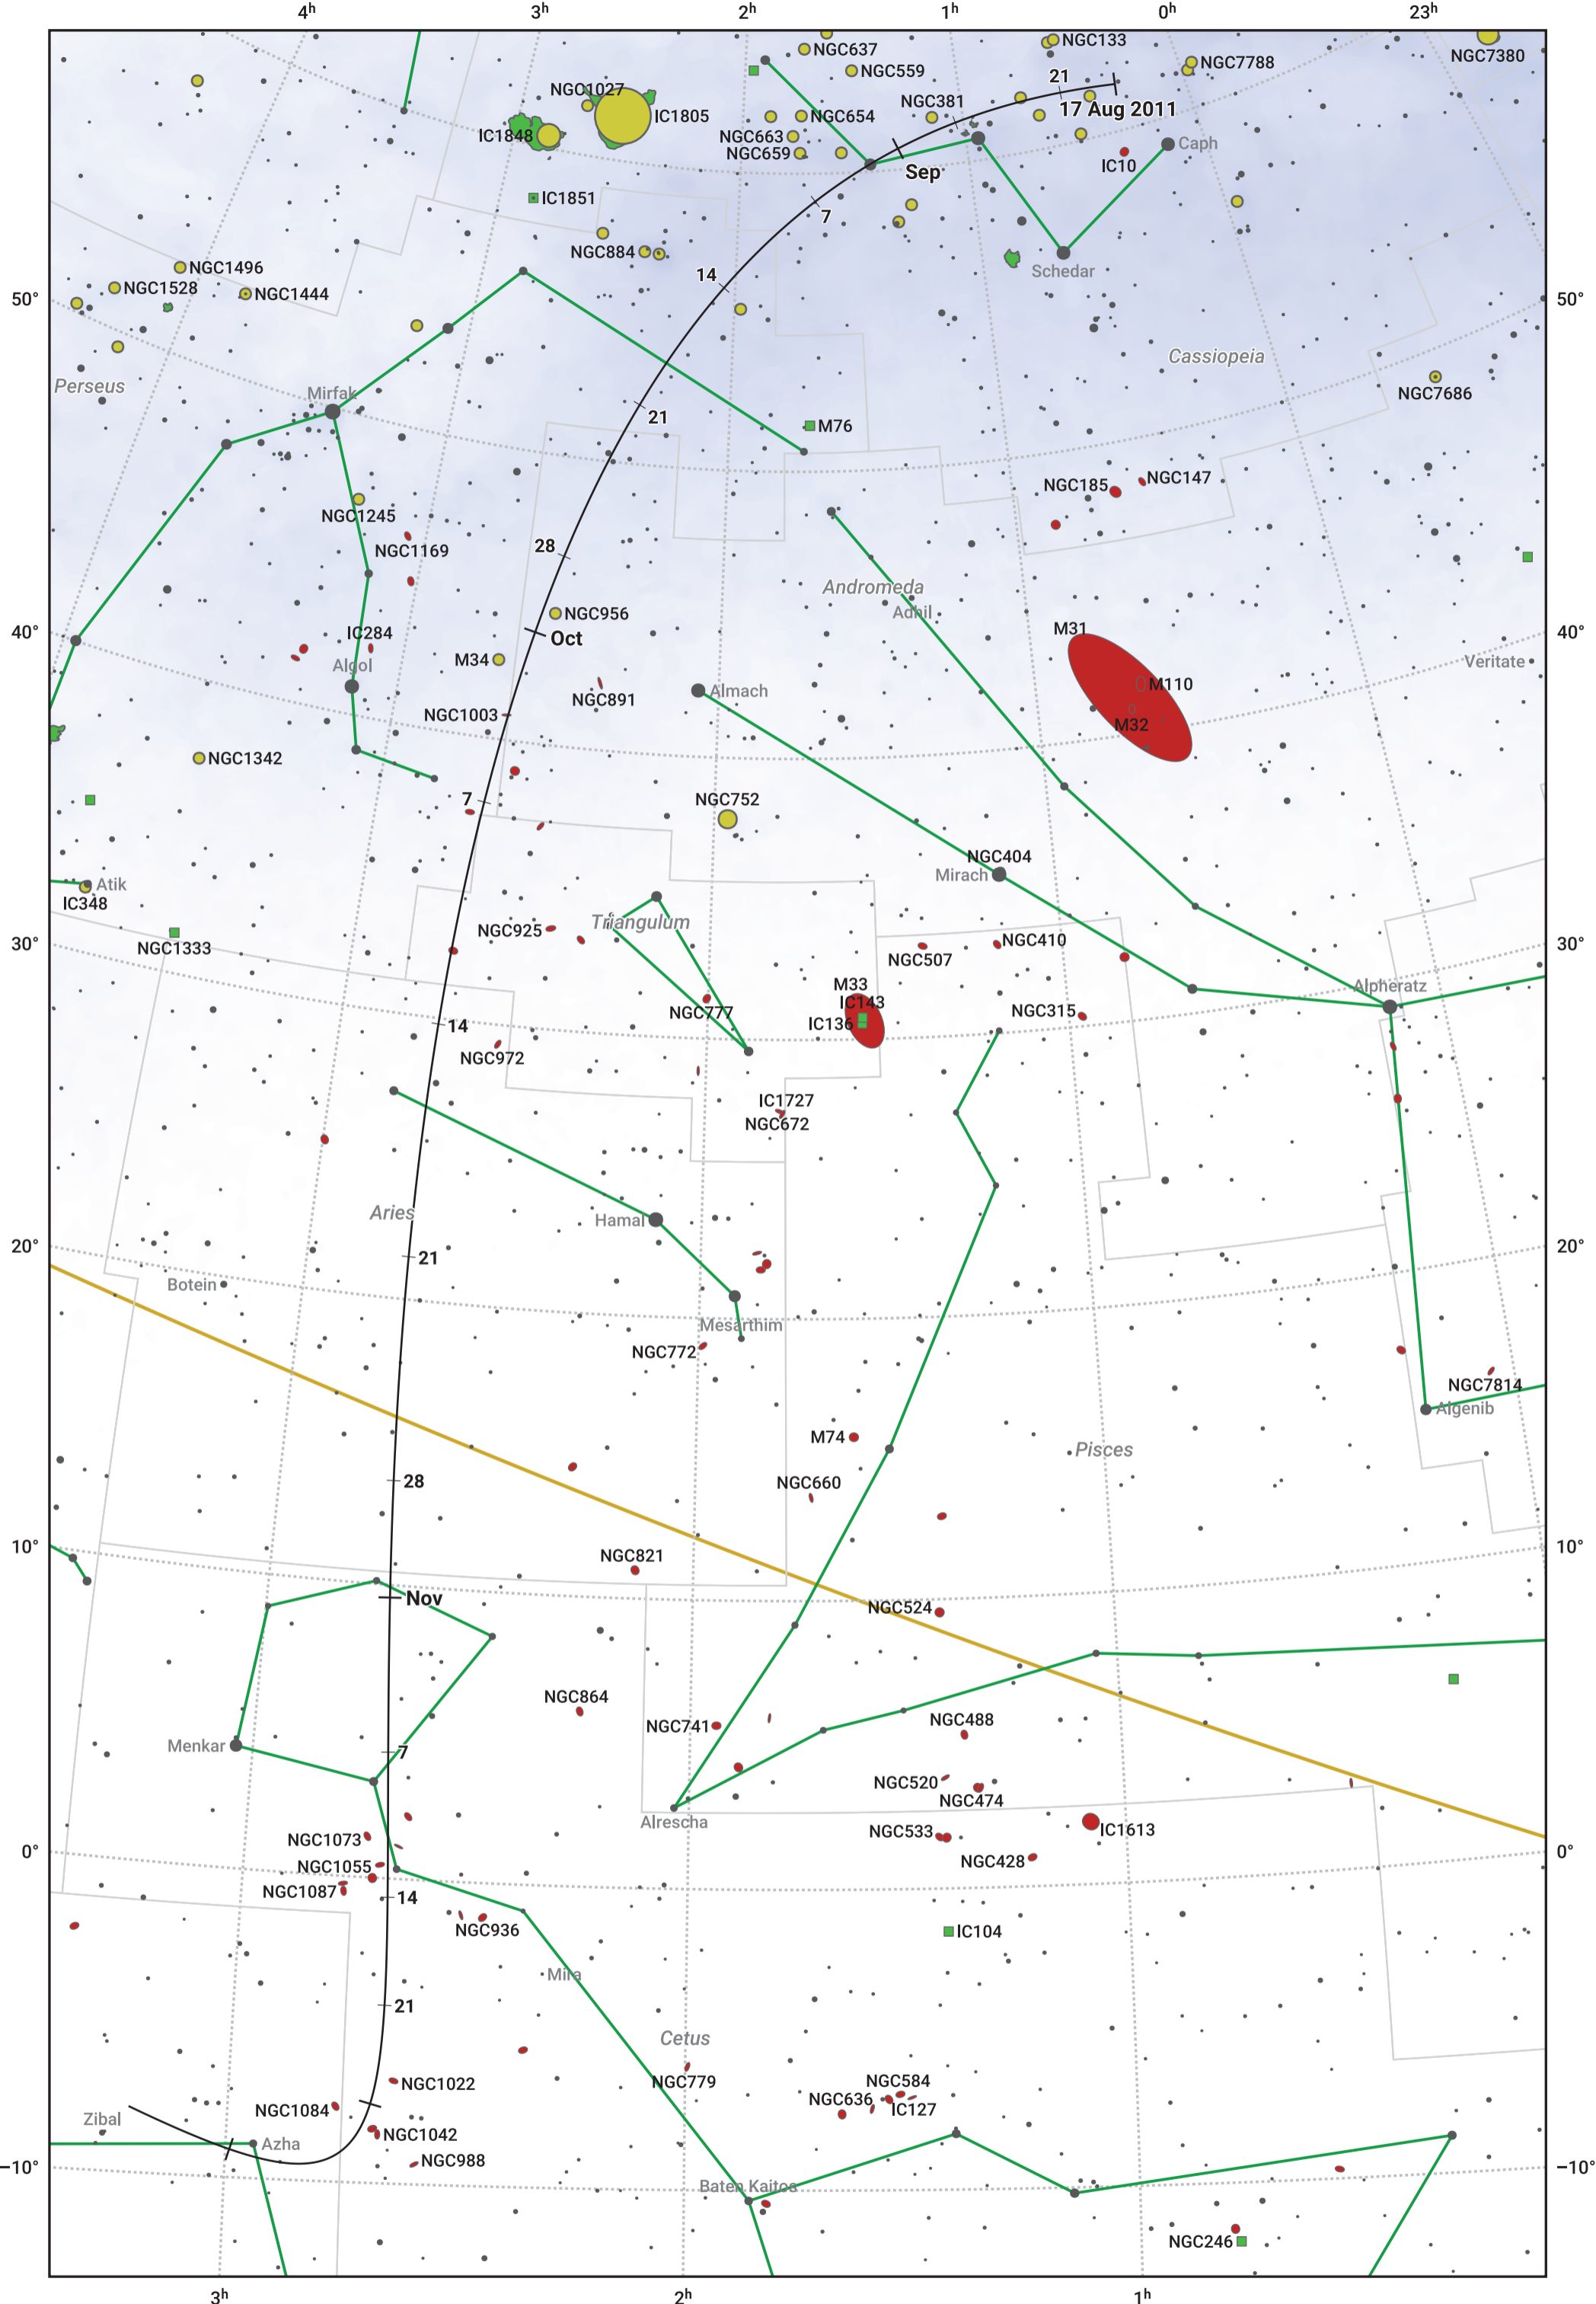 4h 3h 2h 1h 0h 23h
NGC637
NGC133
NGC7788
NGC7380
NGC559
21
NGC1027
NGC381
17 Aug 2011
IC1848
IC1805
NGC654
NGC663
NGC659
Caph
IC10
Sep
IC1851
7
NGC884
Schedar
NGC1496
14
NGC1528
NGC1444
50°
50°
Cassiopeia
Perseus
Mirfak
NGC7686
21
M76
NGC185
NGC147
NGC1245
NGC1169
28
Andromeda
Adhil
NGC956
40°
IC284
Oct
M31
40°
Algol
M34
Veritate
NGC891
Almach
M110
NGC1003
M32
NGC1342
7
NGC752
NGC404
Mirach
Atik
IC348
Triangulum
NGC925
30°
NGC1333
NGC507
NGC410
30°
M33
Alpheratz
IC143
NGC777
IC136
NGC315
14
NGC972
IC1727
NGC672
Aries
Hamal
20°
21
20°
Botein
Mesarthim
NGC772
NGC7814
Algenib
M74
Pisces
28
NGC660
10°
NGC821
10°
Nov
NGC524
NGC864
NGC741
NGC488
Menkar
7
NGC520
NGC474
Alrescha
NGC1073
NGC533
IC1613
0°
NGC1055
NGC428
0°
NGC1087
14
NGC936
IC104
Mira
21
Cetus
NGC1022
NGC779
NGC584
NGC1084
NGC636
IC127
Zibal
NGC1042
Azha
NGC988
−10°
−10°
Baten Kaitos
NGC246
3h 2h 1h